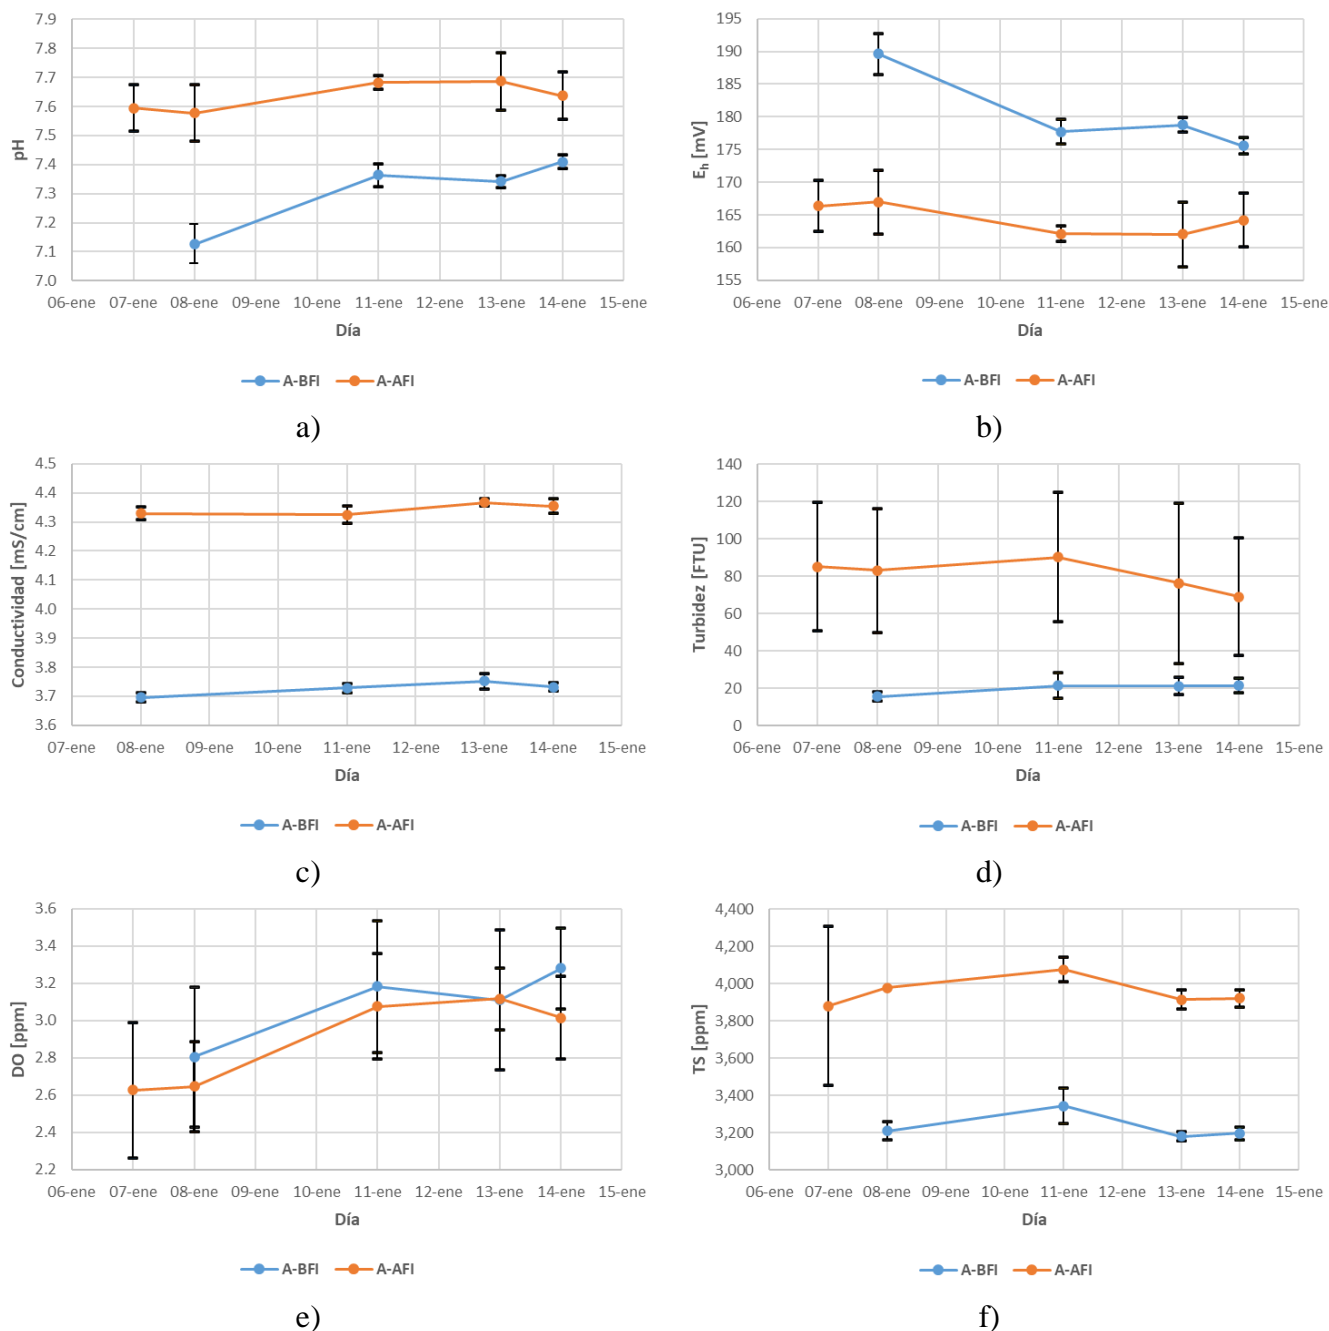 7.9
7.8
7.7
7.6
7.5
7.4
7.3
7.2
7.1
7.0
pH
06-ene 07-ene 08-ene 09-ene 10-ene 11-ene 12-ene 13-ene 14-ene 15-ene
Día
A-BFI A-AFI
a)
195
190
185
180
175
170
165
160
155
Eh [mV]
06-ene 07-ene 08-ene 09-ene 10-ene 11-ene 12-ene 13-ene 14-ene 15-ene
Día
A-BFI A-AFI
b)
4.5
4.4
4.3
4.2
4.1
4.0
3.9
3.8
3.7
3.6
Conductividad [mS/cm]
07-ene 08-ene 09-ene 10-ene 11-ene 12-ene 13-ene 14-ene 15-ene
Día
A-BFI A-AFI
c)
140
120
100
80
60
40
20
0
Turbidez [FTU]
06-ene 07-ene 08-ene 09-ene 10-ene 11-ene 12-ene 13-ene 14-ene 15-ene
Día
A-BFI A-AFI
d)
3.6
3.4
3.2
3.0
2.8
2.6
2.4
2.2
DO [ppm]
06-ene 07-ene 08-ene 09-ene 10-ene 11-ene 12-ene 13-ene 14-ene 15-ene
Día
A-BFI A-AFI
e)
4,400
4,200
4,000
3,800
3,600
3,400
3,200
3,000
TS [ppm]
06-ene 07-ene 08-ene 09-ene 10-ene 11-ene 12-ene 13-ene 14-ene 15-ene
Día
A-BFI A-AFI
f)